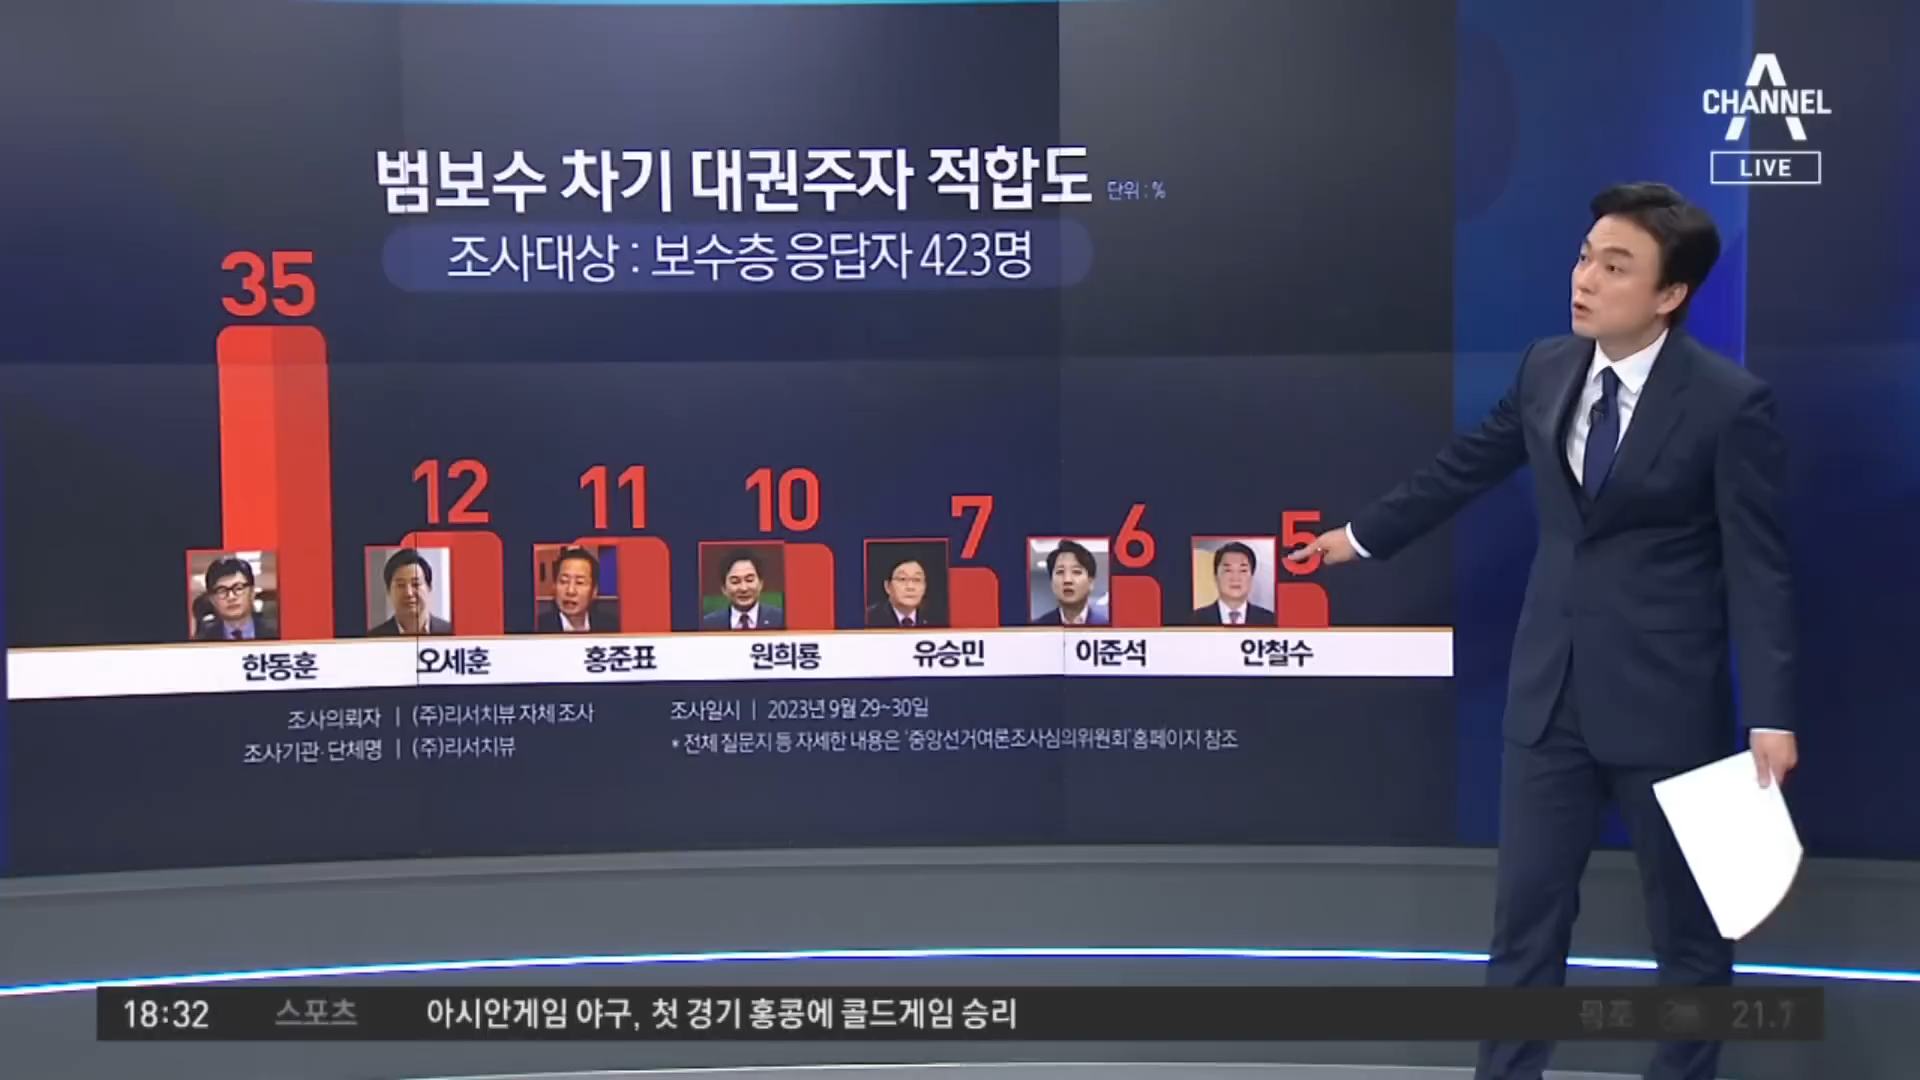 CHANNEL A
LIVE
범보수 차기 대권주자 적합도 단위 : %
조사대상 : 보수층 응답자 423명
35
12
11
10
7
6
5
한동훈
오세훈
홍준표
원희룡
유승민
이준석
안철수
조사의뢰자 | (주)리서치뷰 자체 조사
조사기관·단체명 | (주)리서치뷰
조사일시 | 2023년 9월 29~30일
* 전체 질문지 등 자세한 내용은 '중앙선거여론조사심의위원회' 홈페이지 참조
18:32 스포츠 아시안게임 야구, 첫 경기 홍콩에 콜드게임 승리
목포